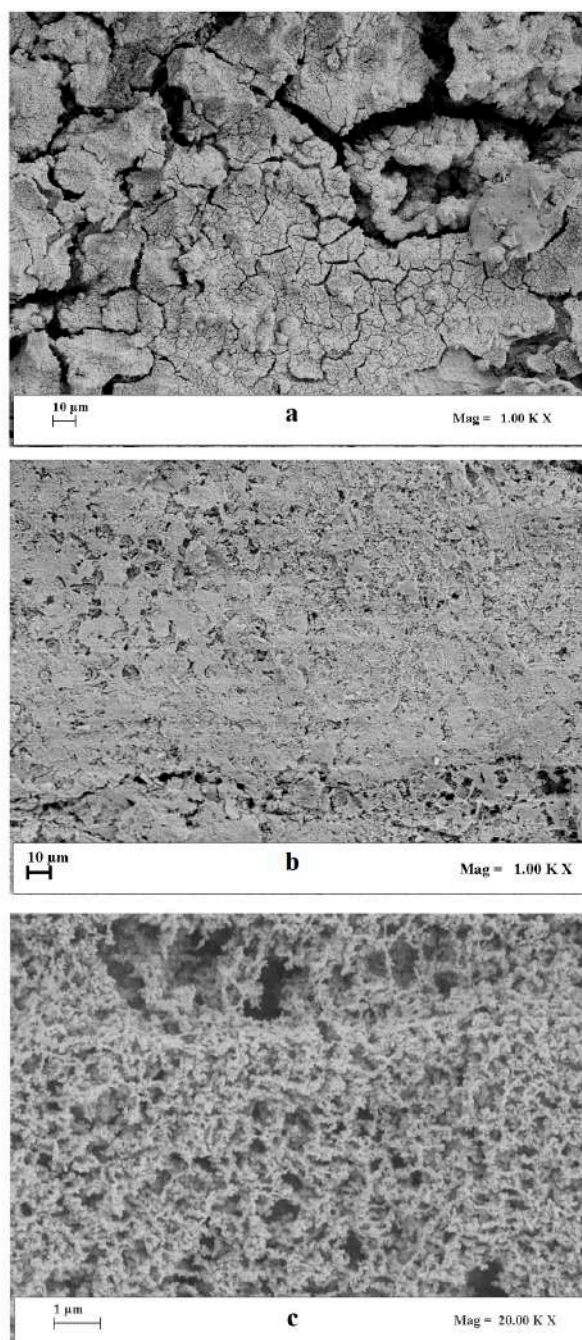 10 µm a Mag = 1.00 K X
10 µm b Mag = 1.00 K X
1 µm c Mag = 20.00 K X